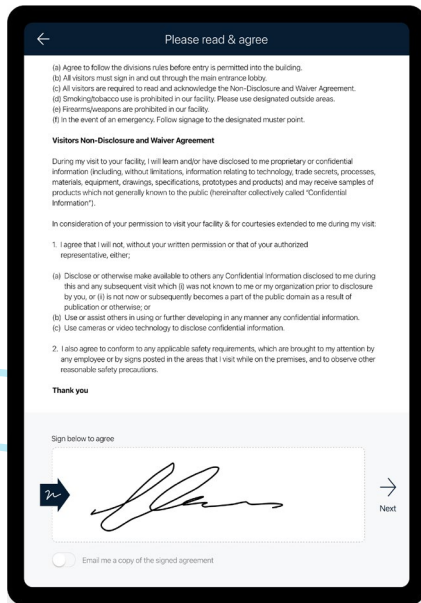 Please read & agree
(a) Agree to follow the divisions rules before entry is permitted into the building.
(b) All visitors must sign in and out through the main entrance lobby.
(c) All visitors are required to read and acknowledge the Non-Disclosure and Waiver Agreement.
(d) Smoking/tobacco use is prohibited in our facility. Please use designated outside areas.
(e) Firearms/weapons are prohibited in our facility.
(f) In the event of an emergency. Follow signage to the designated muster point.
Visitors Non-Disclosure and Waiver Agreement
During my visit to your facility, I will learn and/or have disclosed to me proprietary or confidential
information (including, without limitations, information relating to technology, trade secrets, processes,
materials, equipment, drawings, specifications, prototypes and products) and may receive samples of
products which not generally known to the public (hereinafter collectively called "Confidential
Information").
In consideration of your permission to visit your facility & for courtesies extended to me during my visit:
1. I agree that I will not, without your written permission or that of your authorized
representative, either;
(a) Disclose or otherwise make available to others any Confidential Information disclosed to me during
this and any subsequent visit which (i) was not known to me or my organization prior to disclosure
by you, or (ii) is not now or subsequently becomes a part of the public domain as a result of
publication or otherwise; or
(b) Use or assist others in using or further developing in any manner any confidential information.
(c) Use cameras or video technology to disclose confidential information.
2. I also agree to conform to any applicable safety requirements, which are brought to my attention by
any employee or by signs posted in the areas that I visit while on the premises, and to observe other
reasonable safety precautions.
Thank you
Sign below to agree
Next
Email me a copy of the signed agreement